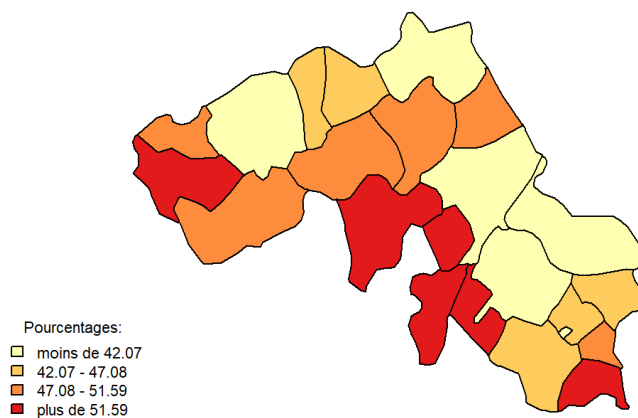 Pourcentages:
moins de 42.07
42.07 - 47.08
47.08 - 51.59
plus de 51.59